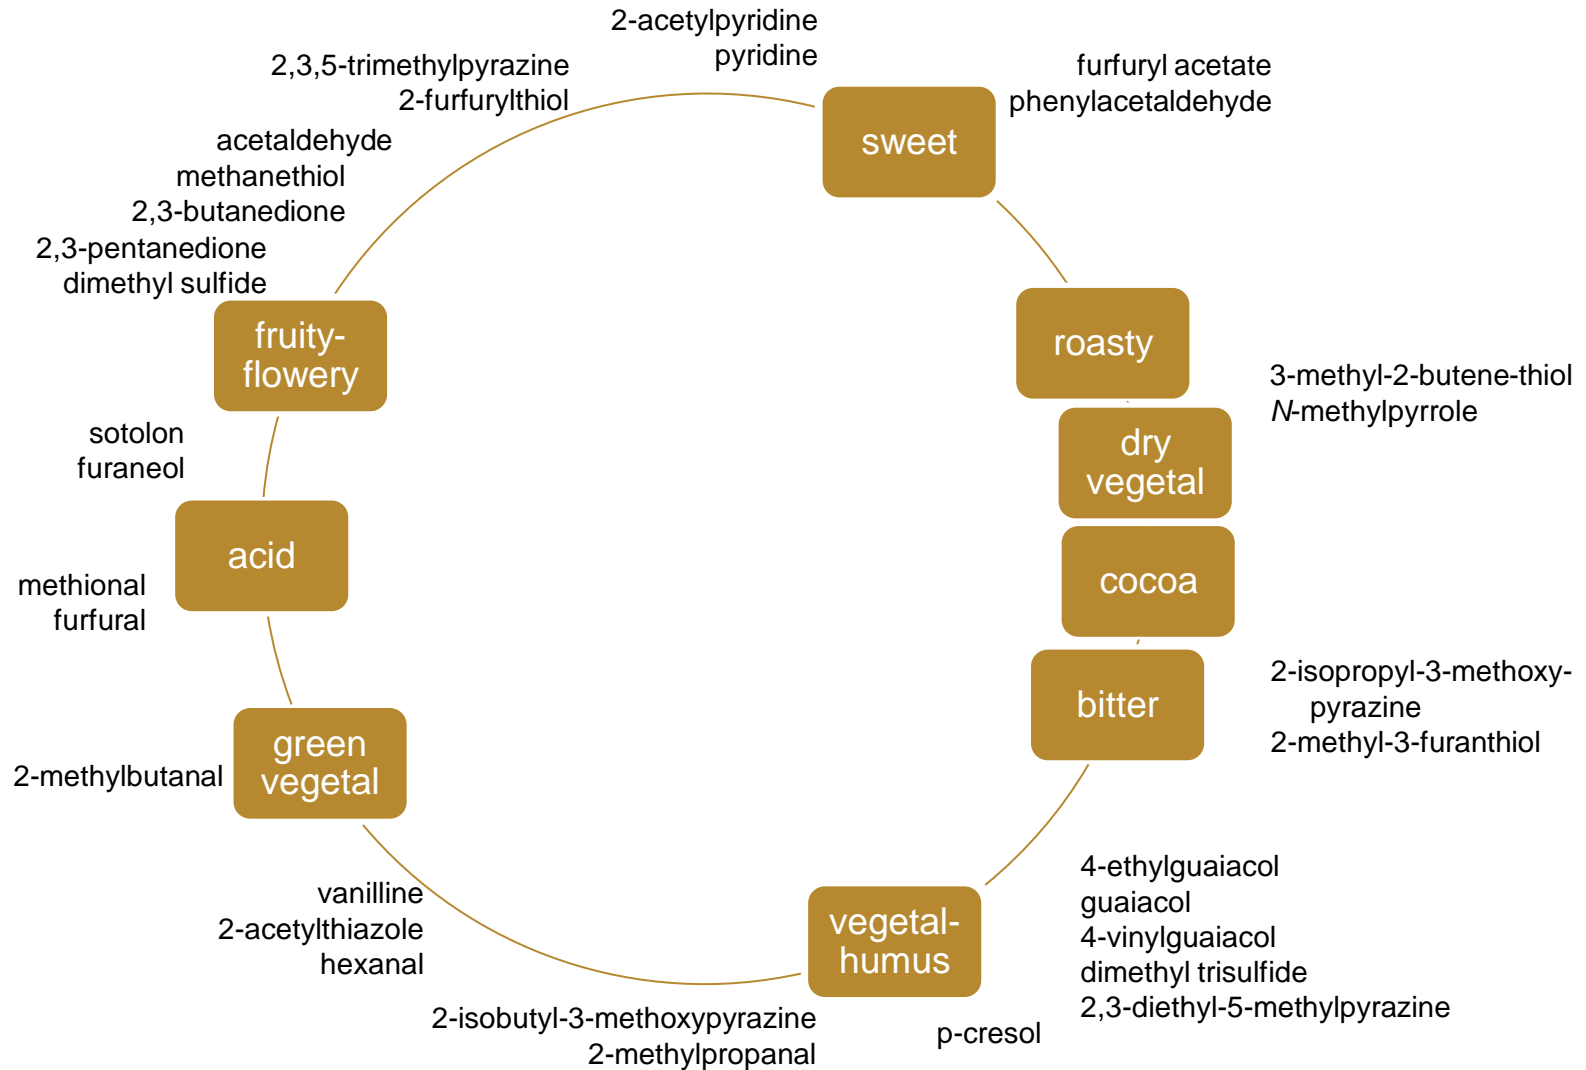 2-acetylpyridine
pyridine
2,3,5-trimethylpyrazine
2-furfurylthiol
furfuryl acetate
phenylacetaldehyde
sweet
acetaldehyde
methanethiol
2,3-butanedione
2,3-pentanedione
dimethyl sulfide
fruity-
flowery
roasty
3-methyl-2-butene-thiol
N-methylpyrrole
sotolon
furaneol
dry
vegetal
acid
cocoa
methional
furfural
bitter
2-isopropyl-3-methoxy-
pyrazine
2-methyl-3-furanthiol
green
vegetal
2-methylbutanal
vanilline
2-acetylthiazole
hexanal
vegetal-
humus
4-ethylguaiacol
guaiacol
4-vinylguaiacol
dimethyl trisulfide
2,3-diethyl-5-methylpyrazine
2-isobutyl-3-methoxypyrazine
2-methylpropanal
p-cresol